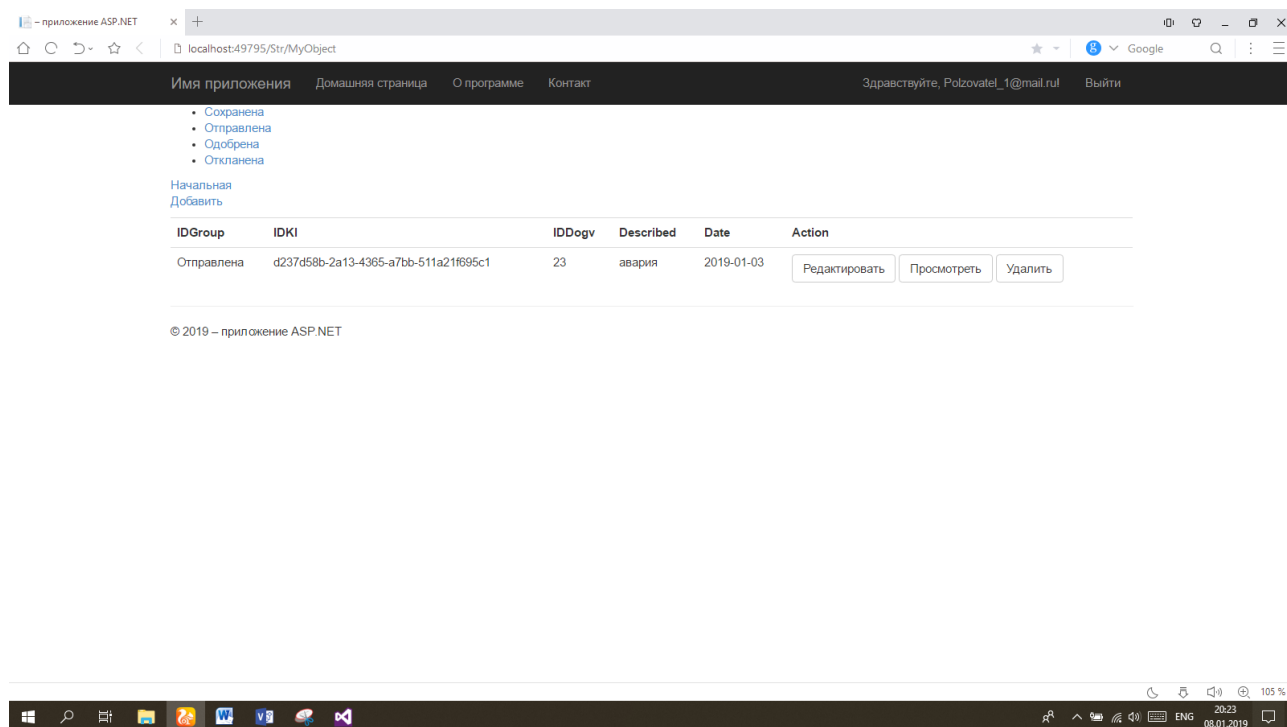 – приложение ASP.NET
localhost:49795/Str/MyObject
Google
Имя приложения Домашняя страница О программе Контакт Здравствуйте, Polzovatel_1@mail.ru! Выйти
Сохранена
Отправлена
Одобрена
Откланена
Начальная
Добавить
IDGroup IDKI IDDogv Described Date Action
Отправлена d237d58b-2a13-4365-a7bb-511a21f695c1 23 авария 2019-01-03 Редактировать Просмотреть Удалить
© 2019 – приложение ASP.NET
105 %
ENG 20:23
08.01.2019